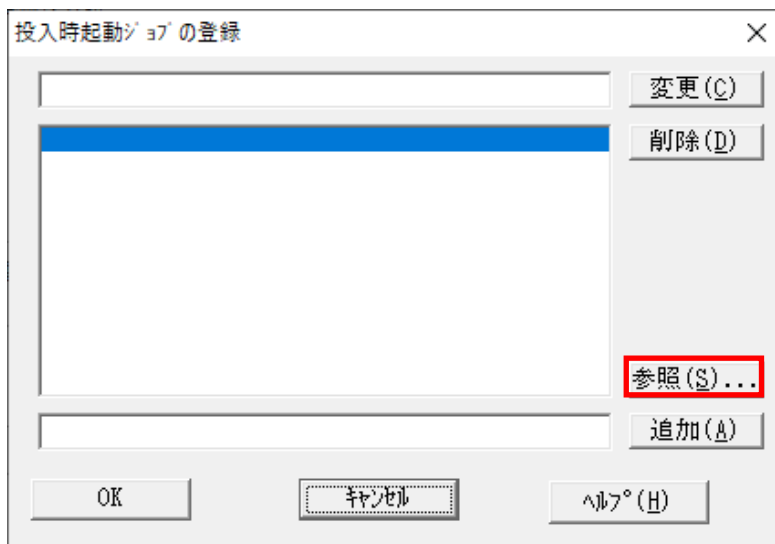 投入時起動ｼﾞｮﾌﾞの登録
変更(C)
削除(D)
参照(S)...
追加(A)
OK
ｷｬﾝｾﾙ
ﾍﾙﾌﾟ(H)